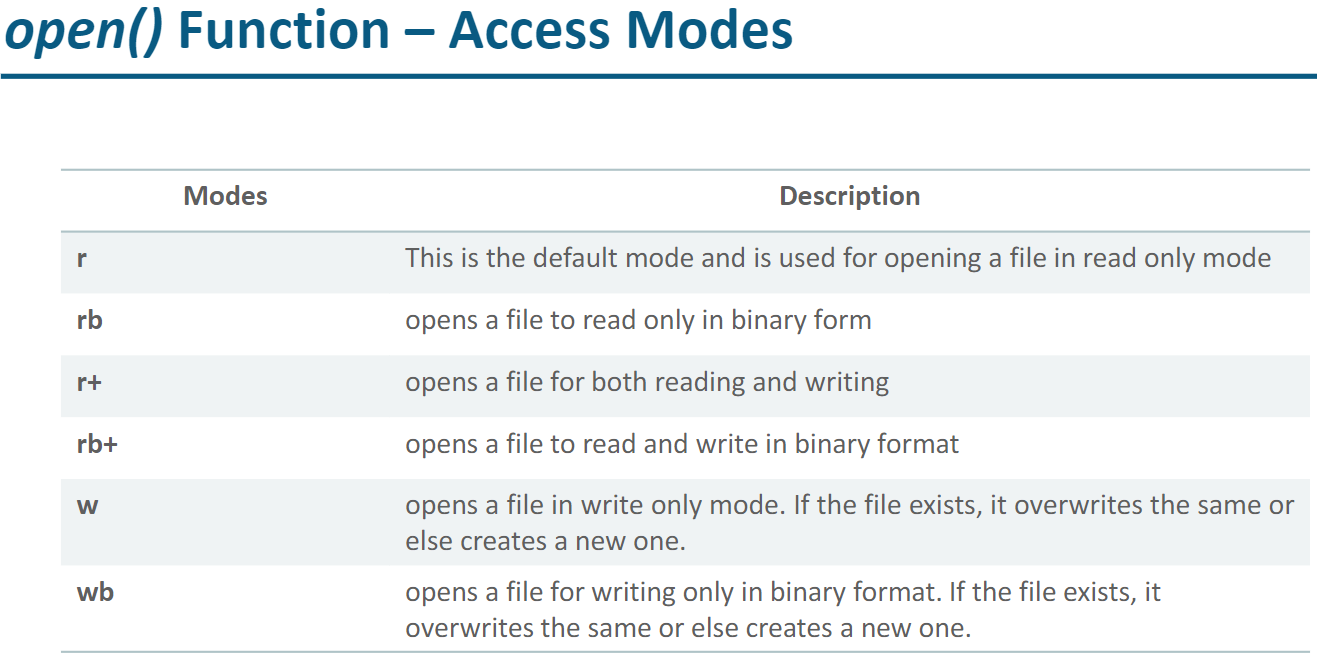 open() Function – Access Modes
Modes Description
r This is the default mode and is used for opening a file in read only mode
rb opens a file to read only in binary form
r+ opens a file for both reading and writing
rb+ opens a file to read and write in binary format
w opens a file in write only mode. If the file exists, it overwrites the same or
else creates a new one.
wb opens a file for writing only in binary format. If the file exists, it
overwrites the same or else creates a new one.